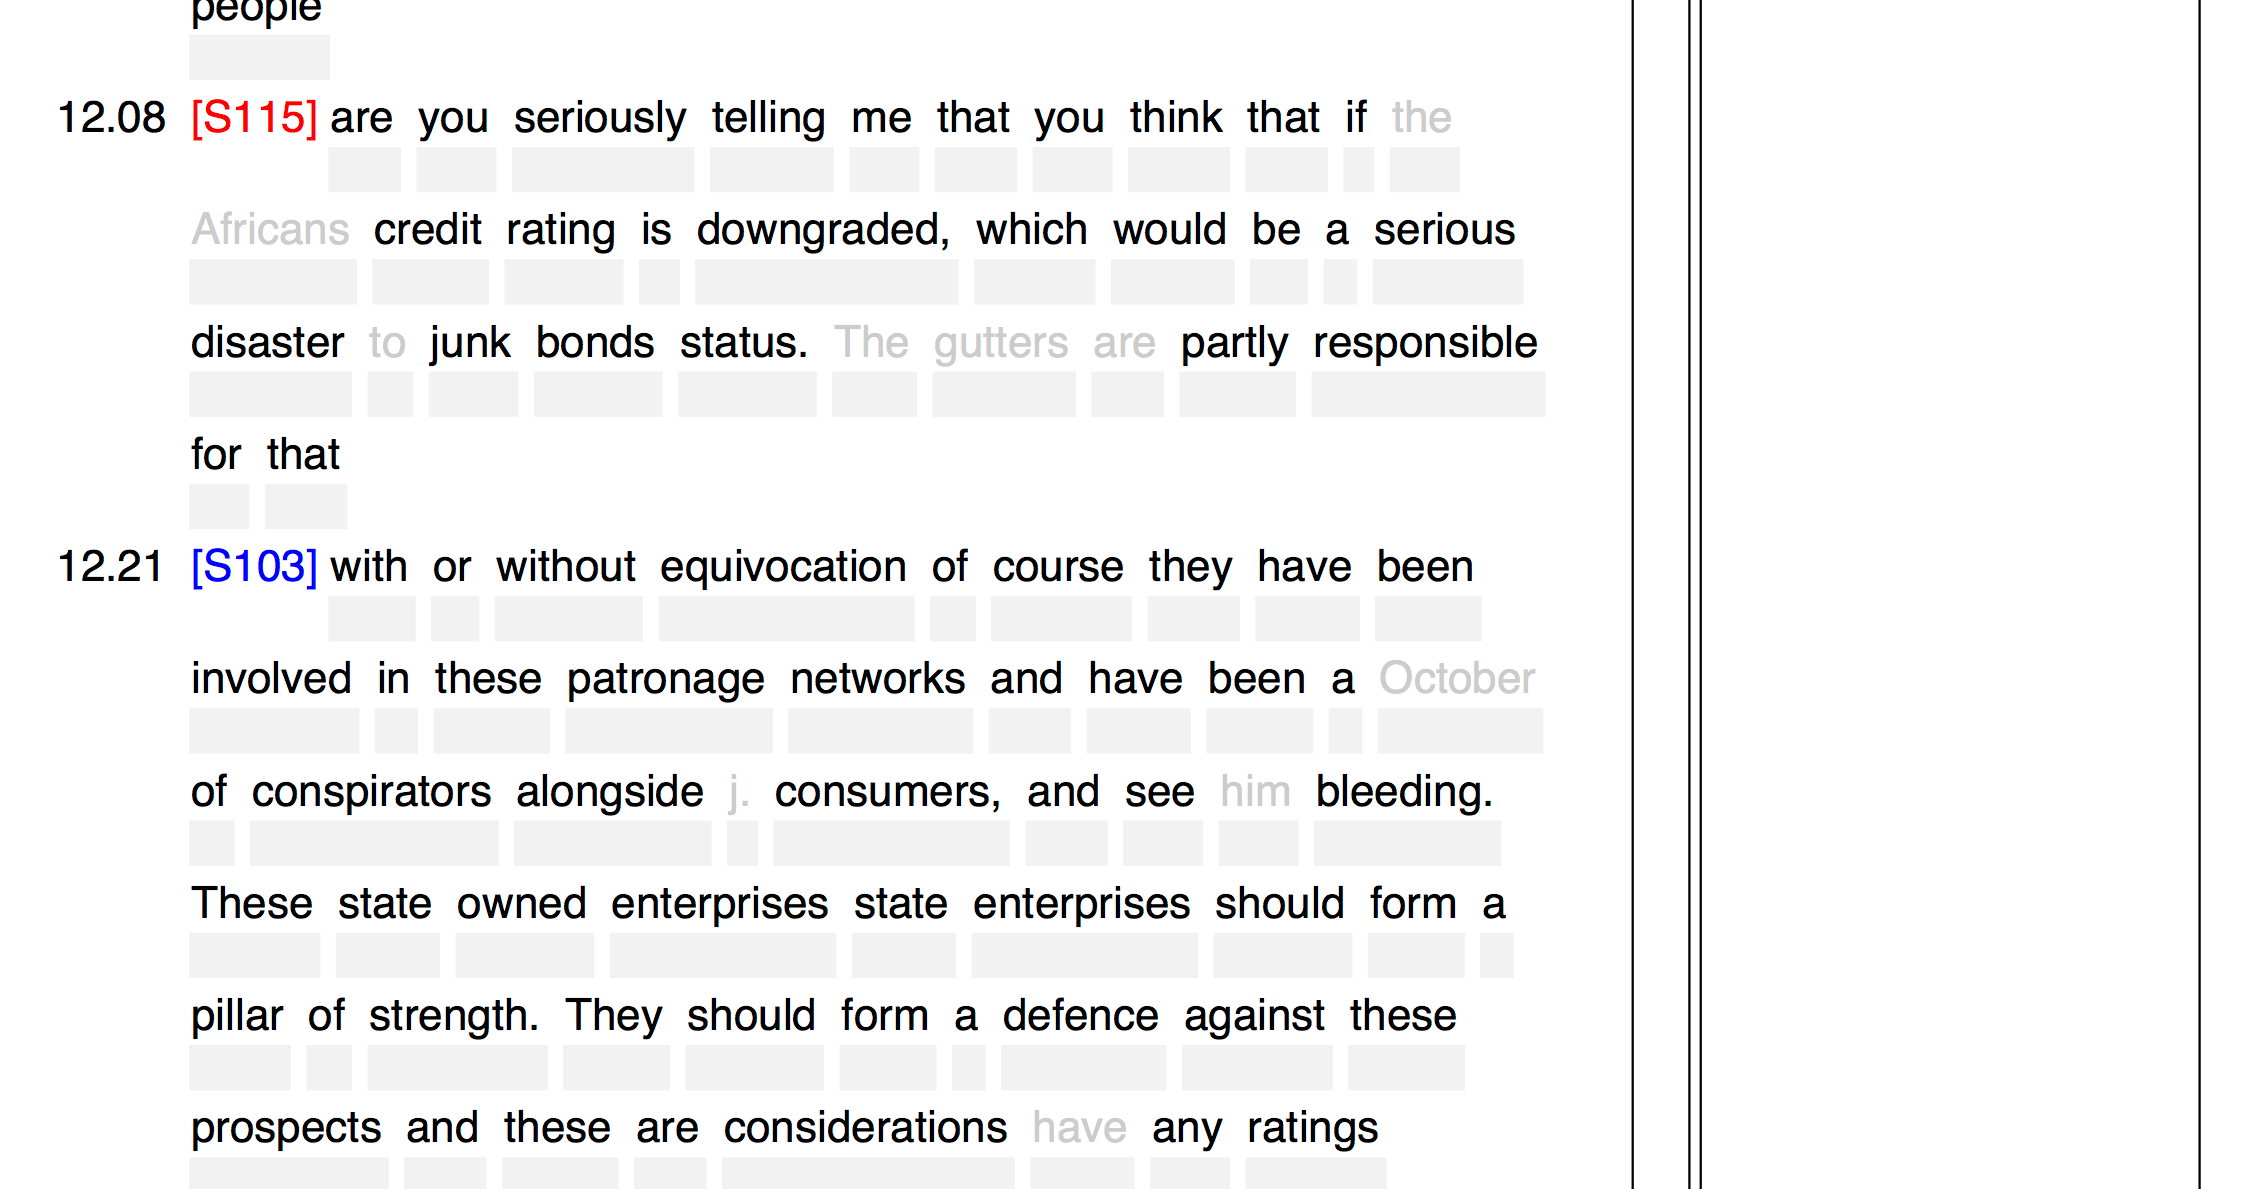 people
12.08 [S115] are you seriously telling me that you think that if the
Africans credit rating is downgraded, which would be a serious
disaster to junk bonds status. The gutters are partly responsible
for that
12.21 [S103] with or without equivocation of course they have been
involved in these patronage networks and have been a October
of conspirators alongside j. consumers, and see him bleeding.
These state owned enterprises state enterprises should form a
pillar of strength. They should form a defence against these
prospects and these are considerations have any ratings